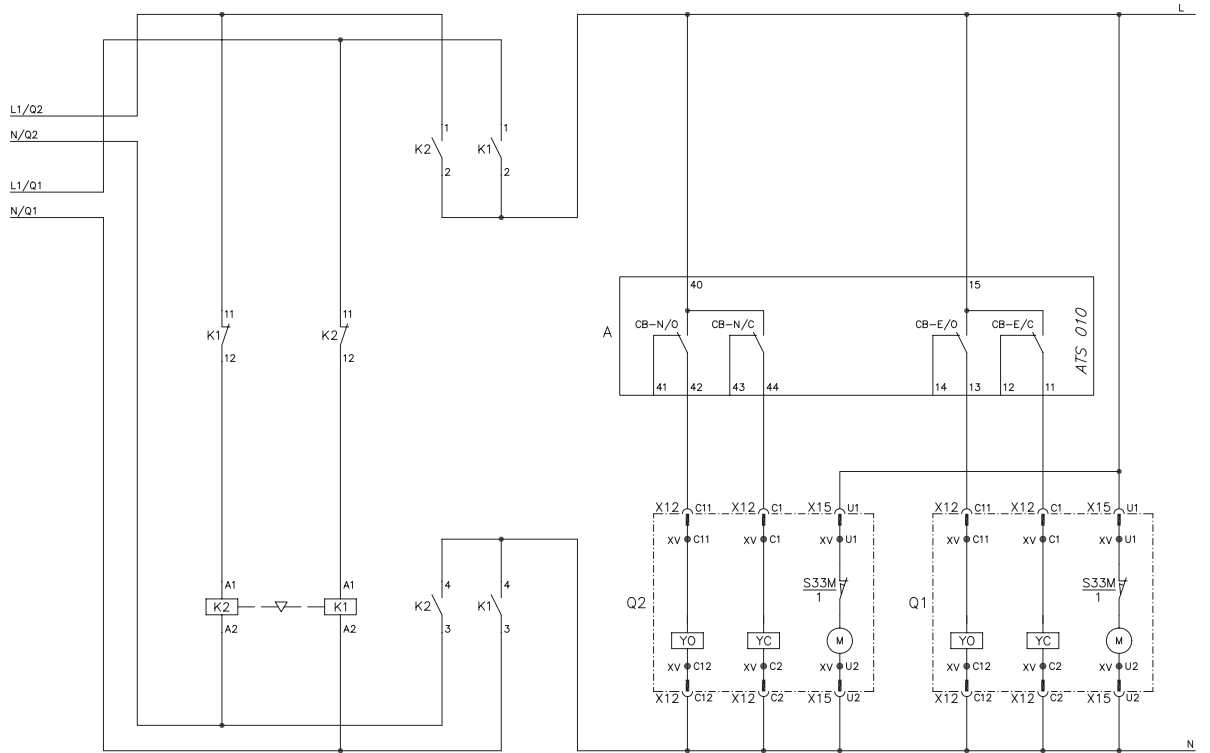 L
L1/Q2
N/Q2
L1/Q1
N/Q1
1 1
K2 K1
2 2
40 15
11 11
K1 K2
12 12
A CB-N/O CB-N/C CB-E/O CB-E/C ATS 010
41 42 43 44 14 13 12 11
X12 C11 X12 C1 X15 U1 X12 C11 X12 C1 X15 U1
XV C11 XV C1 XV U1 XV C11 XV C1 XV U1
A1 A1 4 4 S33M S33M
K2 K1 K2 K1 Q2 1 Q1 1
A2 A2 3 3
YO YC M YO YC M
XV C12 XV C2 XV U2 XV C12 XV C2 XV U2
X12 C12 X12 C2 X15 U2 X12 C12 X12 C2 X15 U2
N